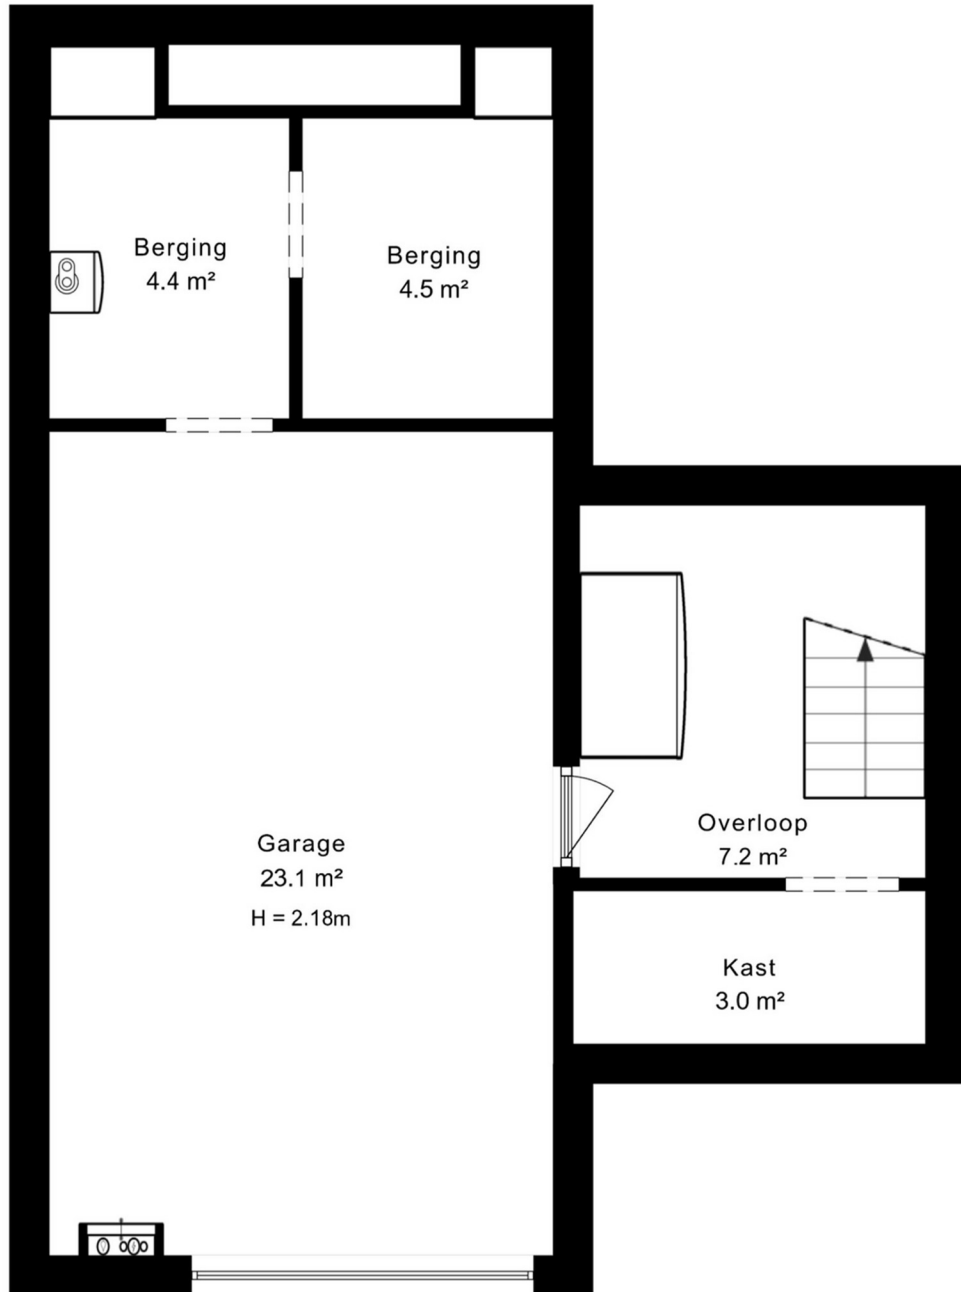 Berging
4.4 m²
Berging
4.5 m²
Garage
23.1 m²
H = 2.18m
Overloop
7.2 m²
Kast
3.0 m²